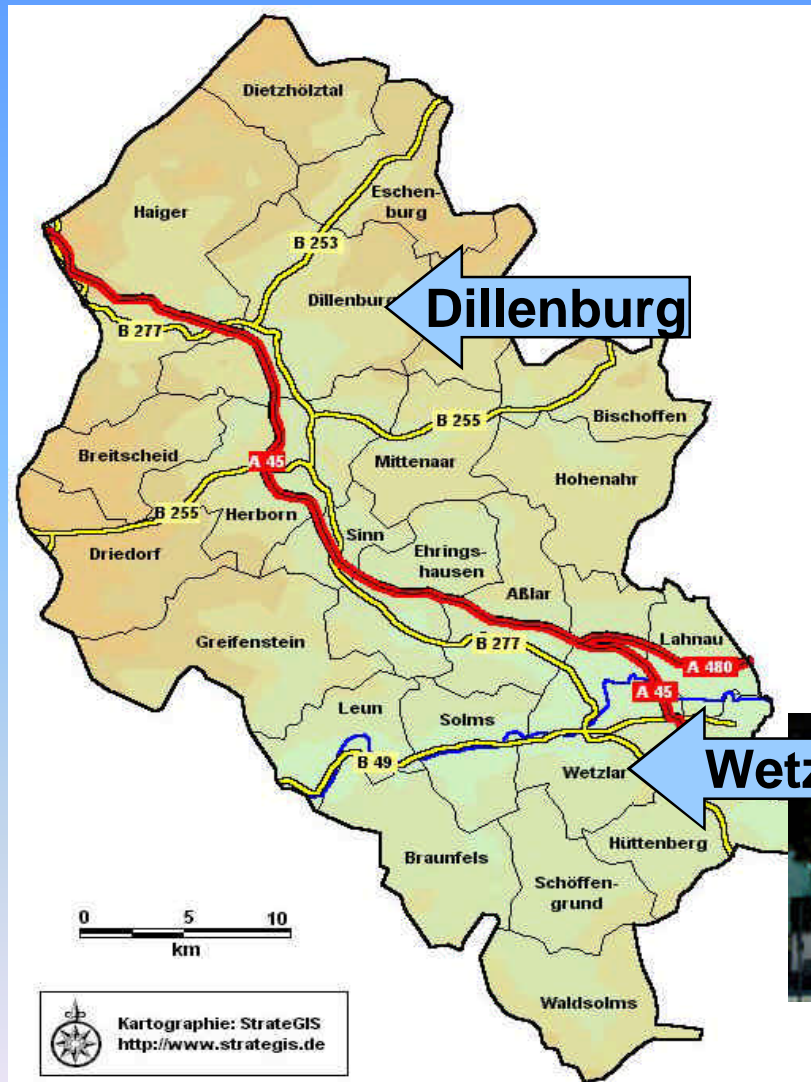 Dietzhölztal
Eschen-
burg
Haiger
B 253
Dillenburg
Dillenburg
B 277
Bischoffen
B 255
Breitscheid
A 45
Mittenaar
Hohenahr
B 255
Herborn
Sinn
Driedorf
Ehrings-
hausen
Aßlar
Greifenstein
B 277
Lahnau
A 480
A 45
Leun
Solms
B 49
Wetzlar
Wetz
Hüttenberg
Braunfels
Schöffen-
grund
0 5 10
km
Waldsolms
Kartographie: StrateGIS
http://www.strategis.de